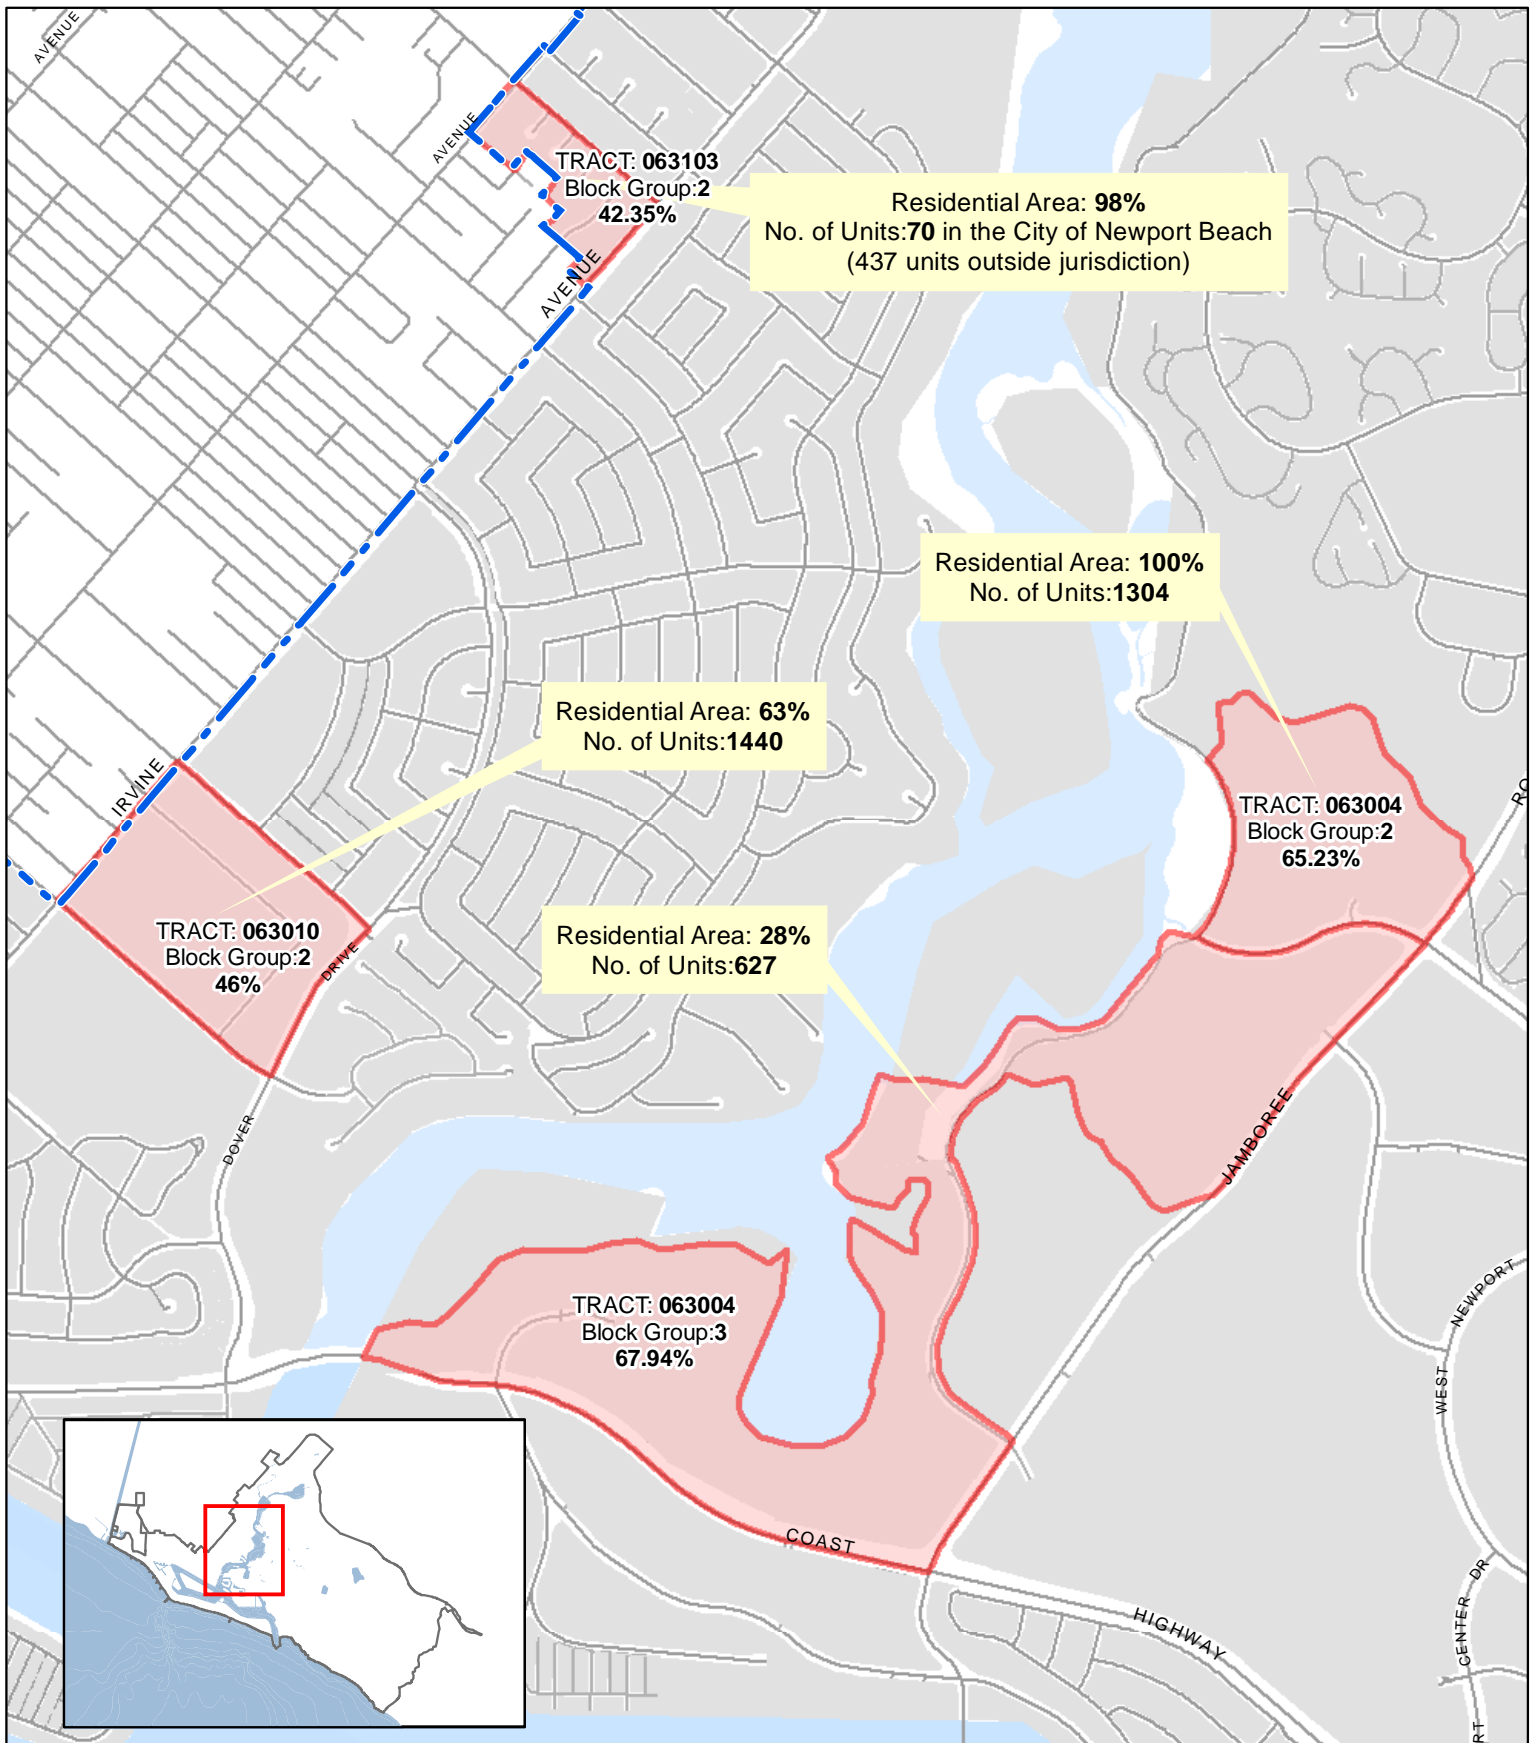 AVENUE
AVENUE
TRACT: 063103
Block Group:2
42.35%
Residential Area: 98%
No. of Units:70 in the City of Newport Beach
(437 units outside jurisdiction)
AVENUE
Residential Area: 100%
No. of Units:1304
Residential Area: 63%
No. of Units:1440
IRVINE
RO
TRACT: 063004
Block Group:2
65.23%
TRACT: 063010
Block Group:2
46%
DRIVE
Residential Area: 28%
No. of Units:627
DOVER
JAMBOREE
TRACT: 063004
Block Group:3
67.94%
NEWPORT
WEST
COAST
HIGHWAY
CENTER DR
RT